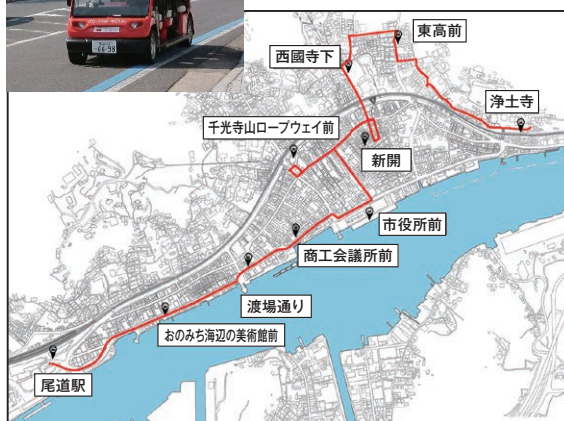 66-98
東高前
西國寺下
浄土寺
千光寺山ロープウェイ前
新開
市役所前
商工会議所前
渡場通り
おのみち海辺の美術館前
尾道駅